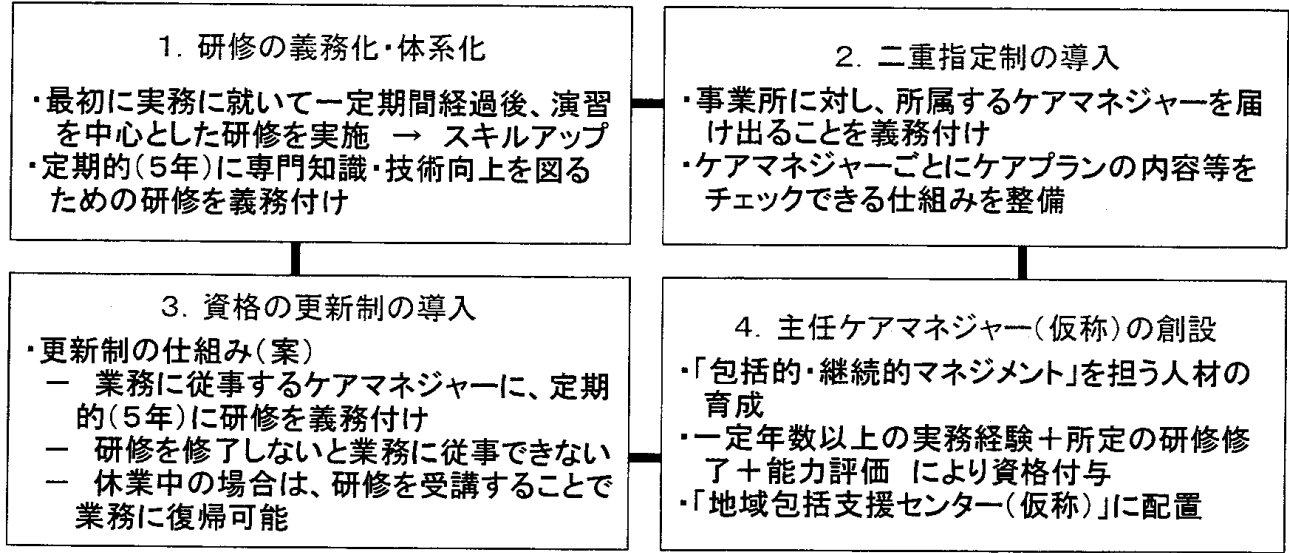 1. 研修の義務化・体系化
・最初に実務に就いて一定期間経過後、演習
を中心とした研修を実施 → スキルアップ
・定期的(5年)に専門知識・技術向上を図る
ための研修を義務付け
2. 二重指定制の導入
・事業所に対し、所属するケアマネジャーを届
け出ることを義務付け
・ケアマネジャーごとにケアプランの内容等を
チェックできる仕組みを整備
3. 資格の更新制の導入
・更新制の仕組み(案)
ー 業務に従事するケアマネジャーに、定期
的(5年)に研修を義務付け
ー 研修を修了しないと業務に従事できない
ー 休業中の場合は、研修を受講することで
業務に復帰可能
4. 主任ケアマネジャー(仮称)の創設
・「包括的・継続的マネジメント」を担う人材の
育成
・一定年数以上の実務経験+所定の研修修
了+能力評価 により資格付与
・「地域包括支援センター(仮称)」に配置